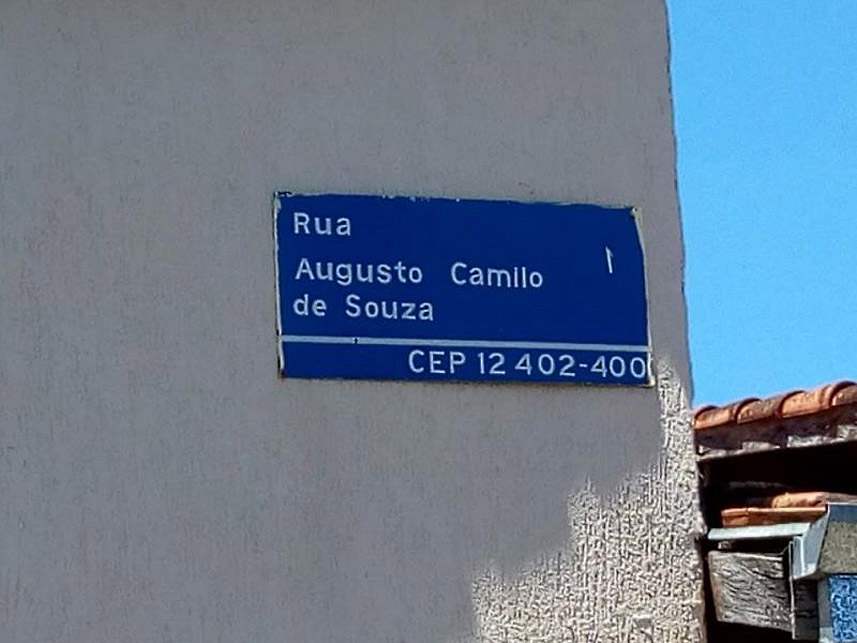 Rua
Augusto Camilo
de Souza
CEP 12 402-400